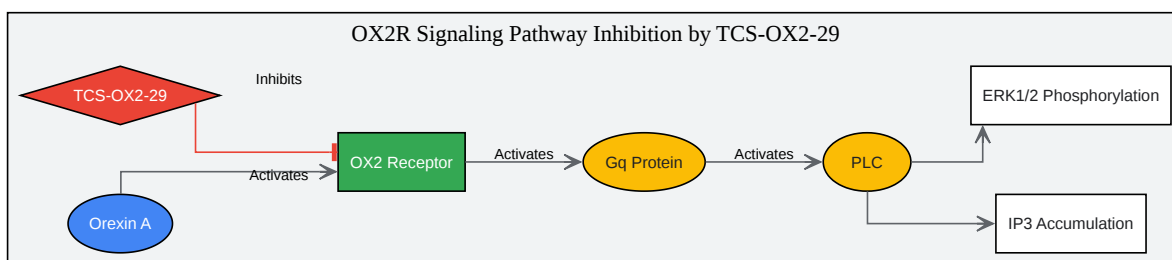 OX2R Signaling Pathway Inhibition by TCS-OX2-29
TCS-OX2-29
Inhibits
ERK1/2 Phosphorylation
OX2 Receptor
Activates
Gq Protein
Activates
PLC
Activates
Orexin A
IP3 Accumulation